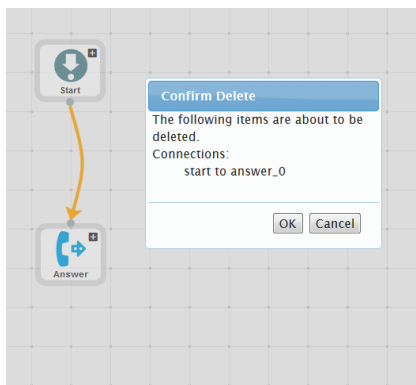 Start
Confirm Delete
The following items are about to be
deleted.
Connections:
start to answer_0
OK Cancel
Answer